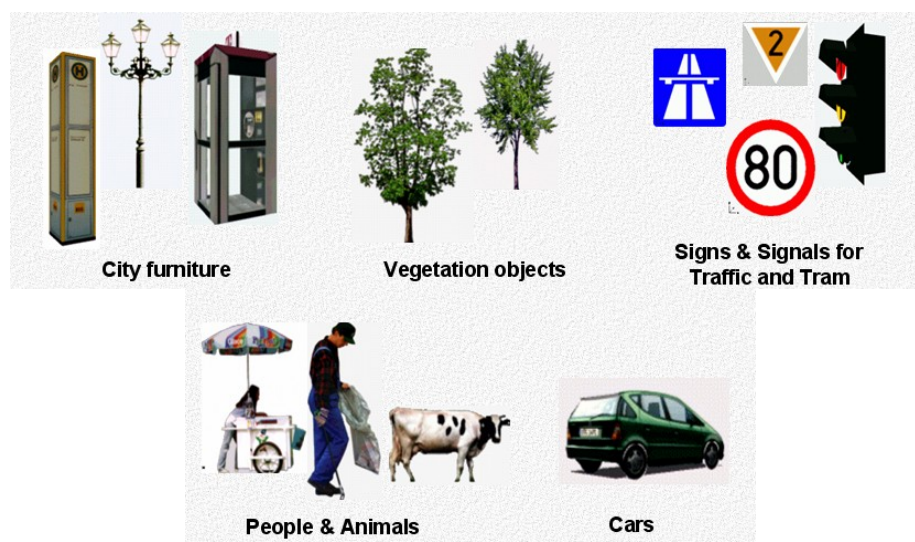 H
2
80
City furniture
Vegetation objects
Signs & Signals for
Traffic and Tram
People & Animals
Cars